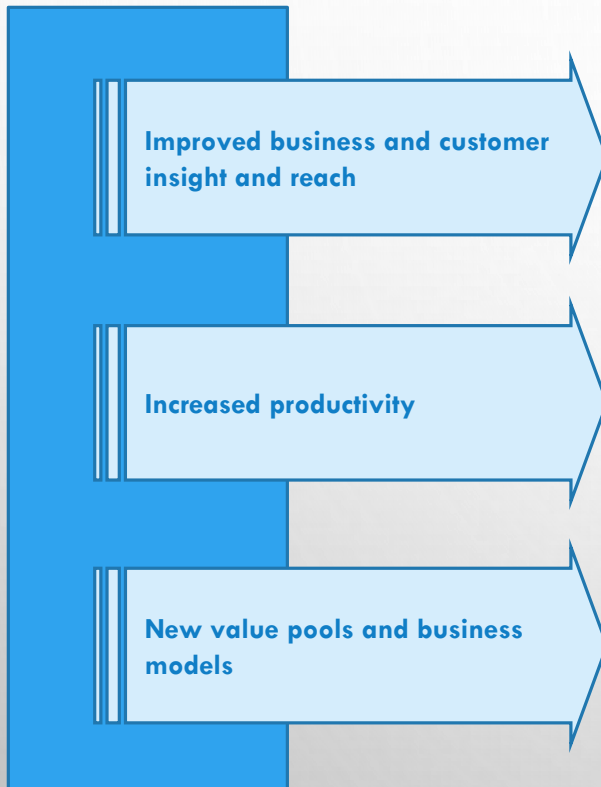 Improved business and customer
insight and reach
Increased productivity
New value pools and business
models